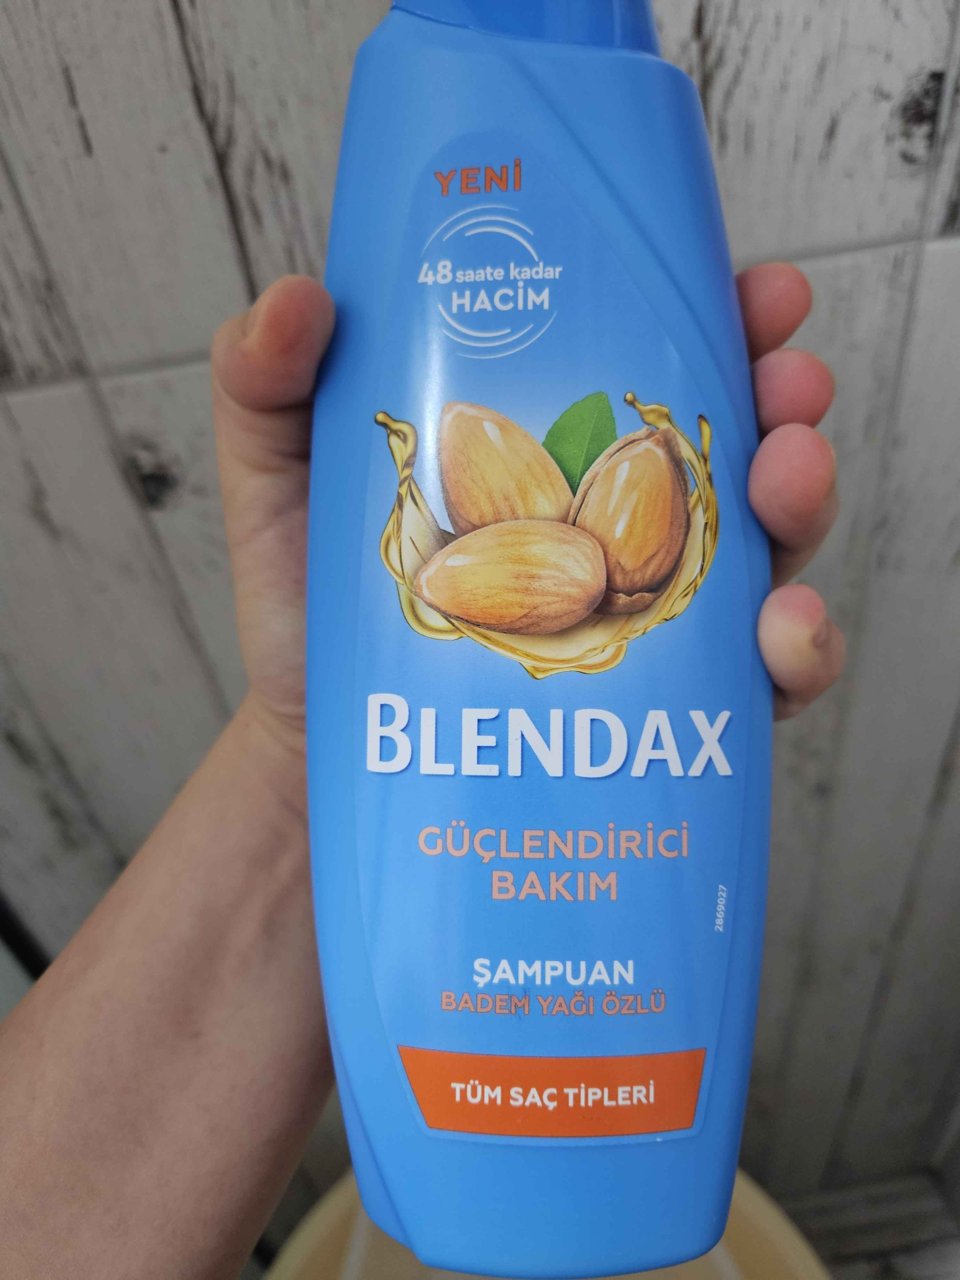 YENİ
48 saate kadar
HACİM
BLENDAX
GÜÇLENDİRİCİ
BAKIM
2869027
ŞAMPUAN
BADEM YAĞI ÖZLÜ
TÜM SAÇ TİPLERİ